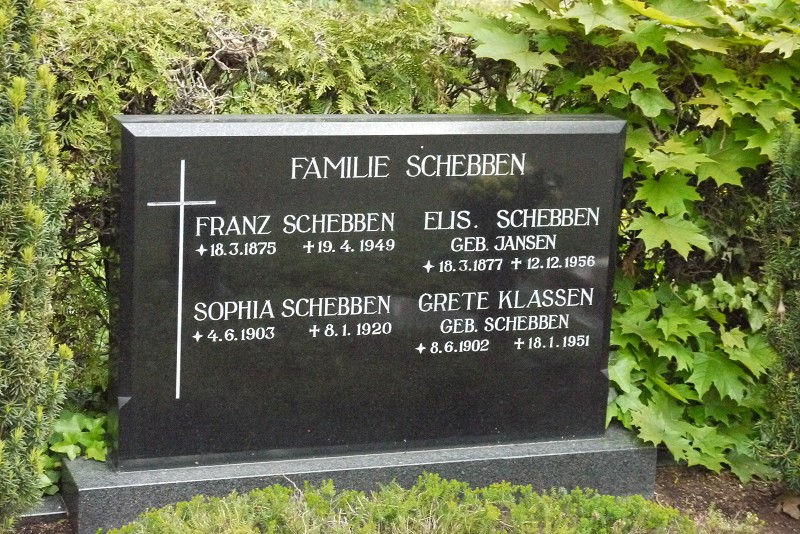 FAMILIE SCHEBBEN
FRANZ SCHEBBEN
✦18.3.1875 ✝19.4.1949
ELIS. SCHEBBEN
GEB. JANSEN
✦18.3.1877 ✝12.12.1956
SOPHIA SCHEBBEN
✦4.6.1903 ✝8.1.1920
GRETE KLASSEN
GEB. SCHEBBEN
✦8.6.1902 ✝18.1.1951